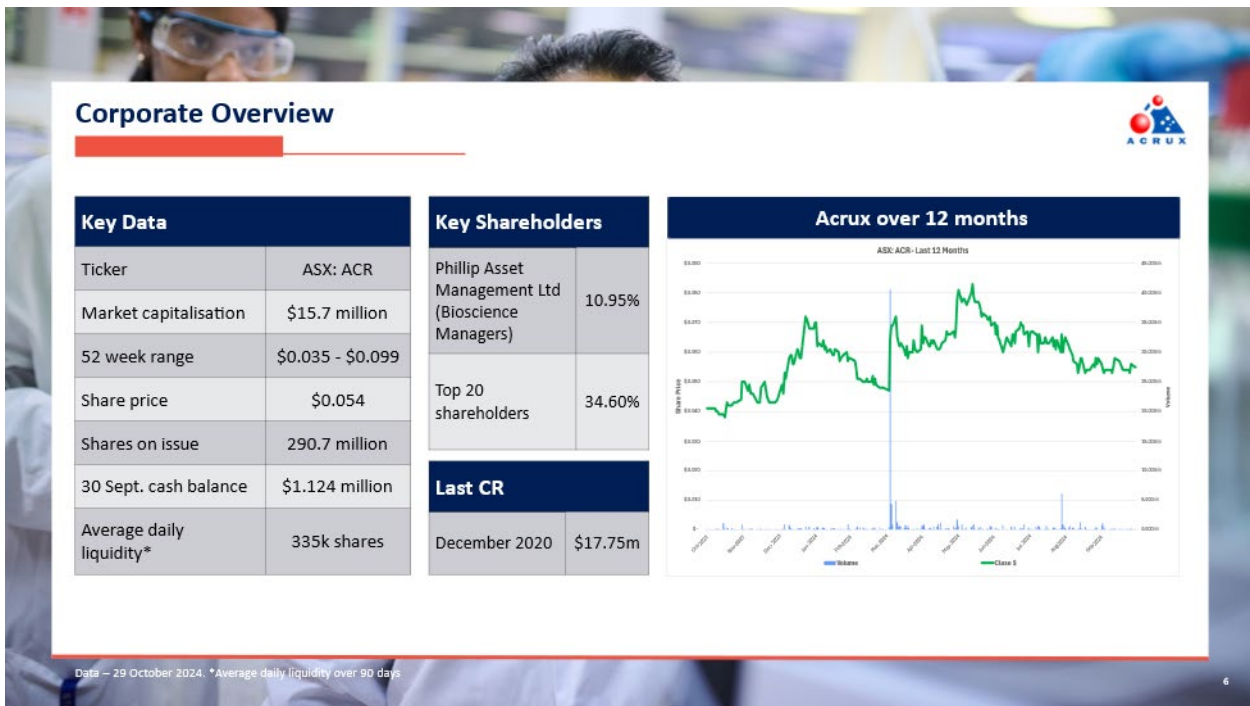 Corporate Overview
ACRUX
Key Data
Ticker
ASX: ACR
Market capitalisation
$15.7 million
52 week range
$0.035 - $0.099
Share price
$0.054
Shares on issue
290.7 million
30 Sept. cash balance
$1.124 million
Average daily
liquidity*
335k shares
Key Shareholders
Phillip Asset
Management Ltd
(Bioscience
Managers)
10.95%
Top 20
shareholders
34.60%
Last CR
December 2020
$17.75m
Acrux over 12 months
ASX: ACR- Last 12 Months
Share Price
Volume
Volume
Close $
Data – 29 October 2024. *Average daily liquidity over 90 days
6